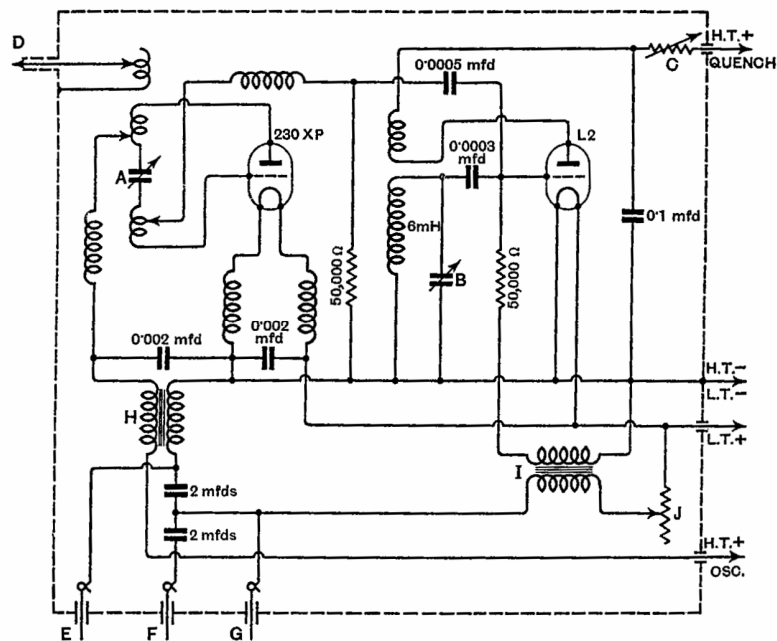 D
H.T.+
QUENCH
C
0·0005 mfd
230 XP
L2
0·0003
mfd
A
0·1 mfd
6mH
B
50,000 Ω
50,000 Ω
0·002 mfd
0·002
mfd
H.T.-
L.T.-
H
L.T.+
I
2 mfds
J
2 mfds
H.T.+
OSC.
E
F
G